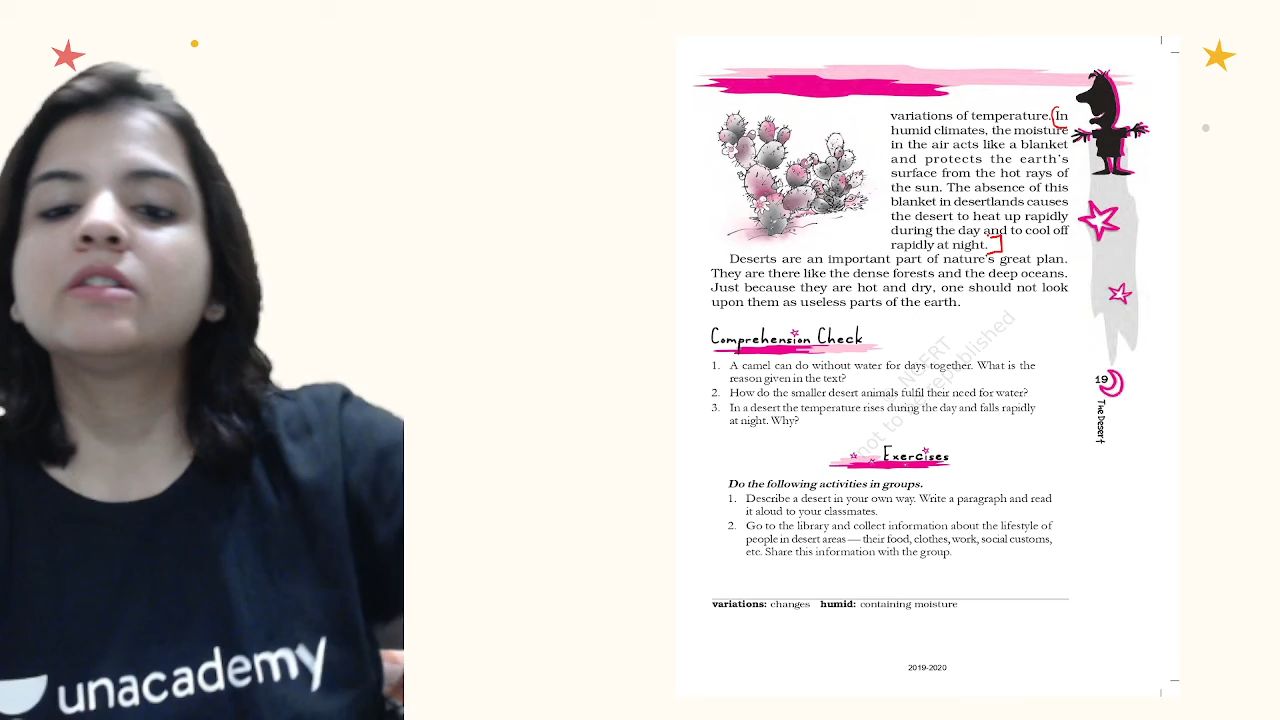 variations of temperature. In
humid climates, the moisture
in the air acts like a blanket
and protects the earth's
surface from the hot rays of
the sun. The absence of this
blanket in desertlands causes
the desert to heat up rapidly
during the day and to cool off
rapidly at night.
Deserts are an important part of nature's great plan.
They are there like the dense forests and the deep oceans.
Just because they are hot and dry, one should not look
upon them as useless parts of the earth.
Comprehension Check
1. A camel can do without water for days together. What is the
reason given in the text?
2. How do the smaller desert animals fulfil their need for water?
3. In a desert the temperature rises during the day and falls rapidly
at night. Why?
Exercises
Do the following activities in groups.
1. Describe a desert in your own way. Write a paragraph and read
it aloud to your classmates.
2. Go to the library and collect information about the lifestyle of
people in desert areas — their food, clothes, work, social customs,
etc. Share this information with the group.
variations: changes humid: containing moisture
2019-2020
19
The Desert
NCERT
not to be republished
unacademy